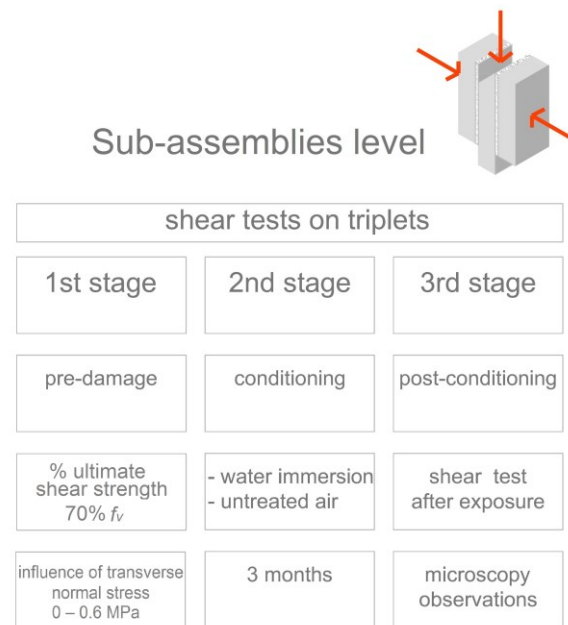 Sub-assemblies level
shear tests on triplets
1st stage
2nd stage
3rd stage
pre-damage
conditioning
post-conditioning
% ultimate
shear strength
70% fv
- water immersion
- untreated air
shear test
after exposure
influence of transverse
normal stress
0 – 0.6 MPa
3 months
microscopy
observations